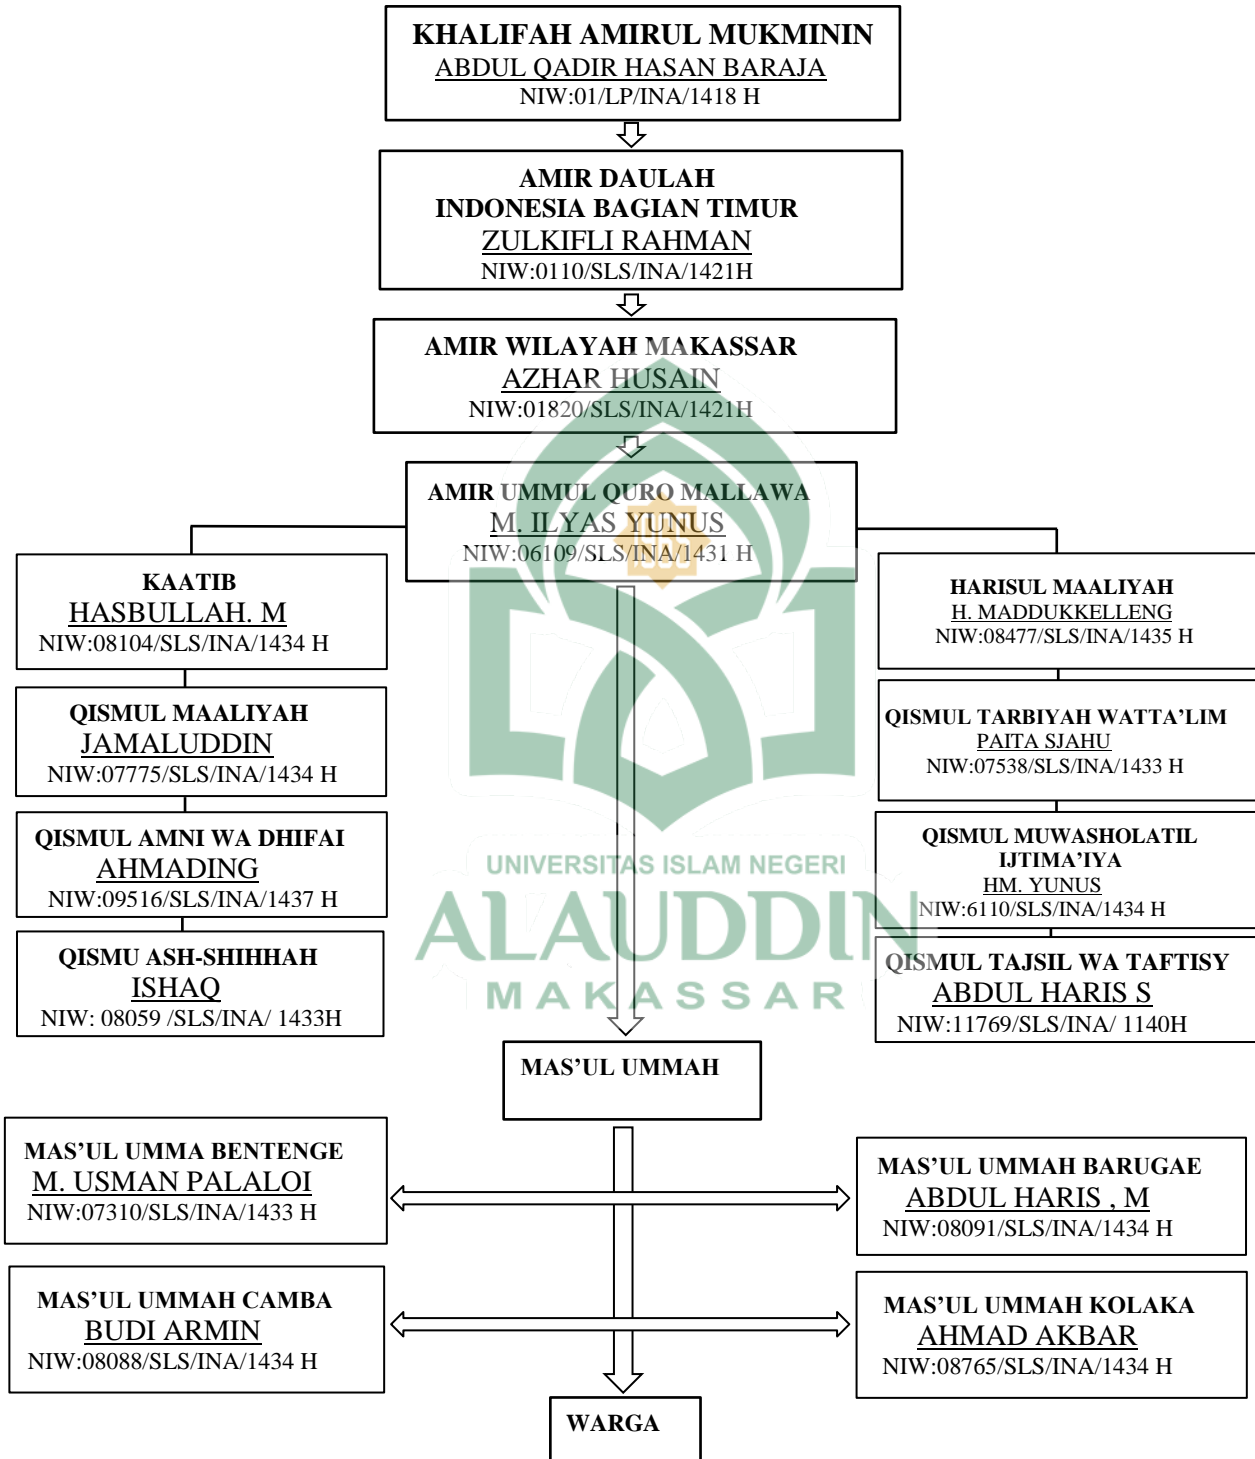 KHALIFAH AMIRUL MUKMININ
ABDUL QADIR HASAN BARAJA
NIW:01/LP/INA/1418 H
AMIR DAULAH
INDONESIA BAGIAN TIMUR
ZULKIFLI RAHMAN
NIW:0110/SLS/INA/1421H
AMIR WILAYAH MAKASSAR
AZHAR HUSAIN
NIW:01820/SLS/INA/1421H
AMIR UMMUL QURO MALLAWA
M. ILYAS YUNUS
NIW:06109/SLS/INA/1431 H
1965
KAATIB
HASBULLAH. M
NIW:08104/SLS/INA/1434 H
HARISUL MAALIYAH
H. MADDUKKELLENG
NIW:08477/SLS/INA/1435 H
QISMUL MAALIYAH
JAMALUDDIN
NIW:07775/SLS/INA/1434 H
QISMUL TARBIYAH WATTA’LIM
PAITA SJAHU
NIW:07538/SLS/INA/1433 H
QISMUL AMNI WA DHIFAI
AHMADING
NIW:09516/SLS/INA/1437 H
QISMUL MUWASHOLATIL
IJTIMA’IYA
HM. YUNUS
NIW:6110/SLS/INA/1434 H
QISMU ASH-SHIHHAH
ISHAQ
NIW: 08059 /SLS/INA/ 1433H
QISMUL TAJSIL WA TAFTISY
ABDUL HARIS S
NIW:11769/SLS/INA/ 1140H
UNIVERSITAS ISLAM NEGERI
ALAUDDIN
MAKASSAR
MAS’UL UMMAH
MAS’UL UMMA BENTENGE
M. USMAN PALALOI
NIW:07310/SLS/INA/1433 H
MAS’UL UMMAH BARUGAE
ABDUL HARIS , M
NIW:08091/SLS/INA/1434 H
MAS’UL UMMAH CAMBA
BUDI ARMIN
NIW:08088/SLS/INA/1434 H
MAS’UL UMMAH KOLAKA
AHMAD AKBAR
NIW:08765/SLS/INA/1434 H
WARGA